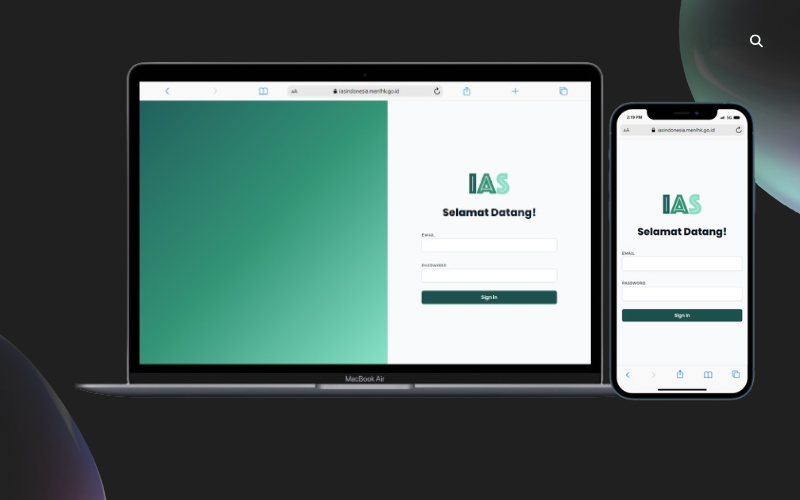 AA iasindonesia.menlhk.go.id
IAS
Selamat Datang!
EMAIL
PASSWORD
Sign in
MacBook Air
2:19 PM 5G
AA iasindonesia.menlhk.go.id
IAS
Selamat Datang!
EMAIL
PASSWORD
Sign in